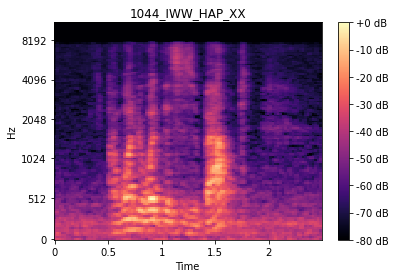 1044_IWW_HAP_XX
+0 dB
8192
-10 dB
4096
-20 dB
-30 dB
2048
Hz
-40 dB
1024
-50 dB
512
-60 dB
-70 dB
0
-80 dB
0
0.5
1
1.5
2
Time